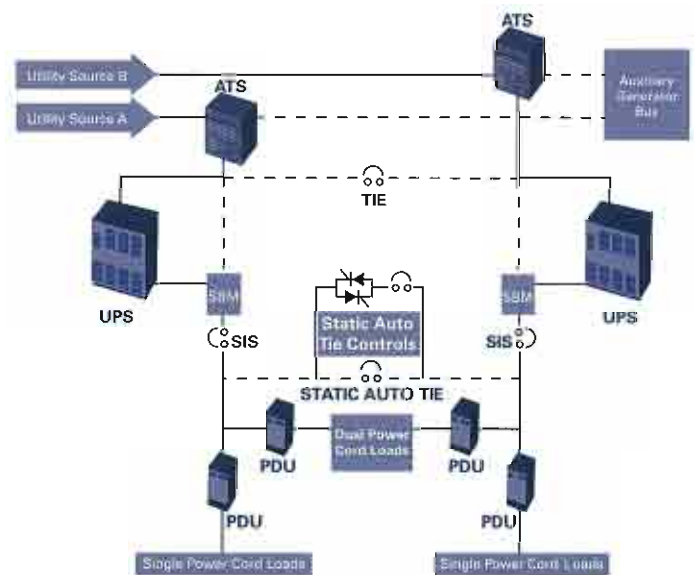 ATS
Utility Source B
ATS
Auxiliary
Generator
Bus
Utility Source A
TIE
SBM
SBM
UPS
UPS
SIS
Static Auto
Tie Controls
SIS
STATIC AUTO TIE
Dual Power
Cord Loads
PDU
PDU
PDU
PDU
Single Power Cord Loads
Single Power Cord Loads